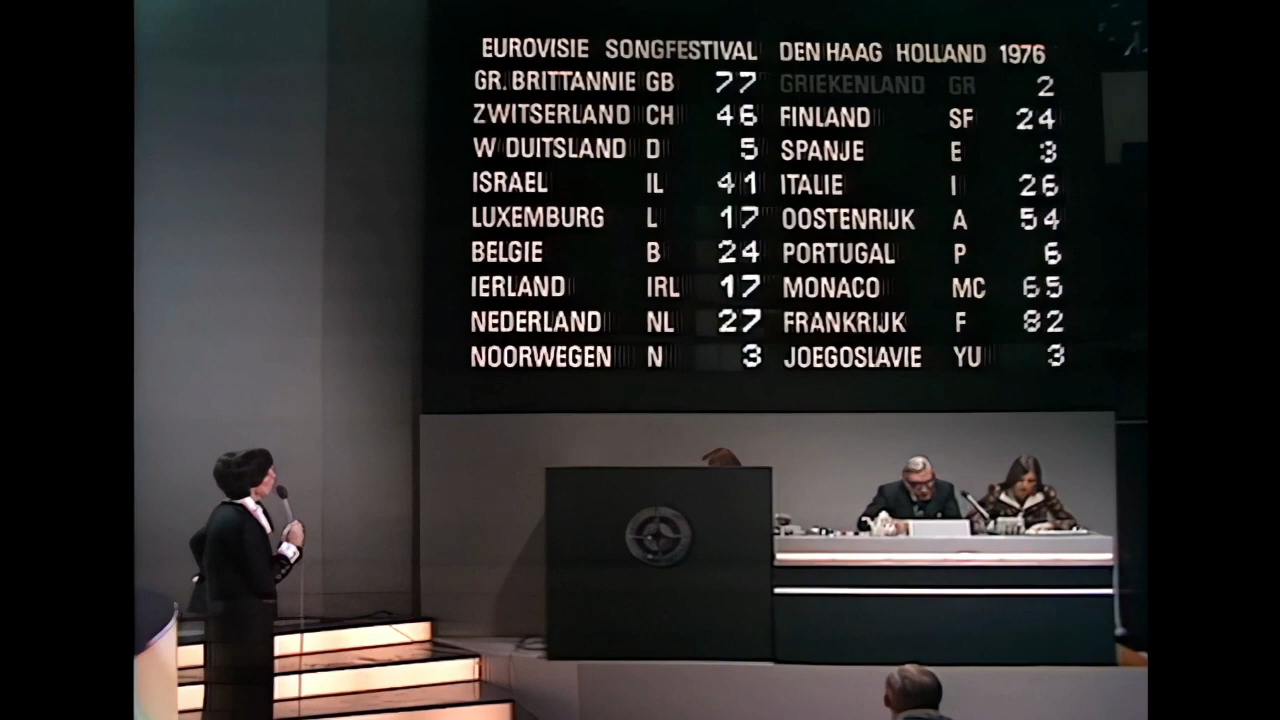 EUROVISIE SONGFESTIVAL DEN HAAG HOLLAND 1976
GR. BRITTANNIE GB 77 GRIEKENLAND GR 2
ZWITSERLAND CH 46 FINLAND SF 24
W DUITSLAND D 5 SPANJE E 3
ISRAEL IL 41 ITALIE I 26
LUXEMBURG L 17 OOSTENRIJK A 54
BELGIE B 24 PORTUGAL P 6
IERLAND IRL 17 MONACO MC 65
NEDERLAND NL 27 FRANKRIJK F 82
NOORWEGEN N 3 JOEGOSLAVIE YU 3